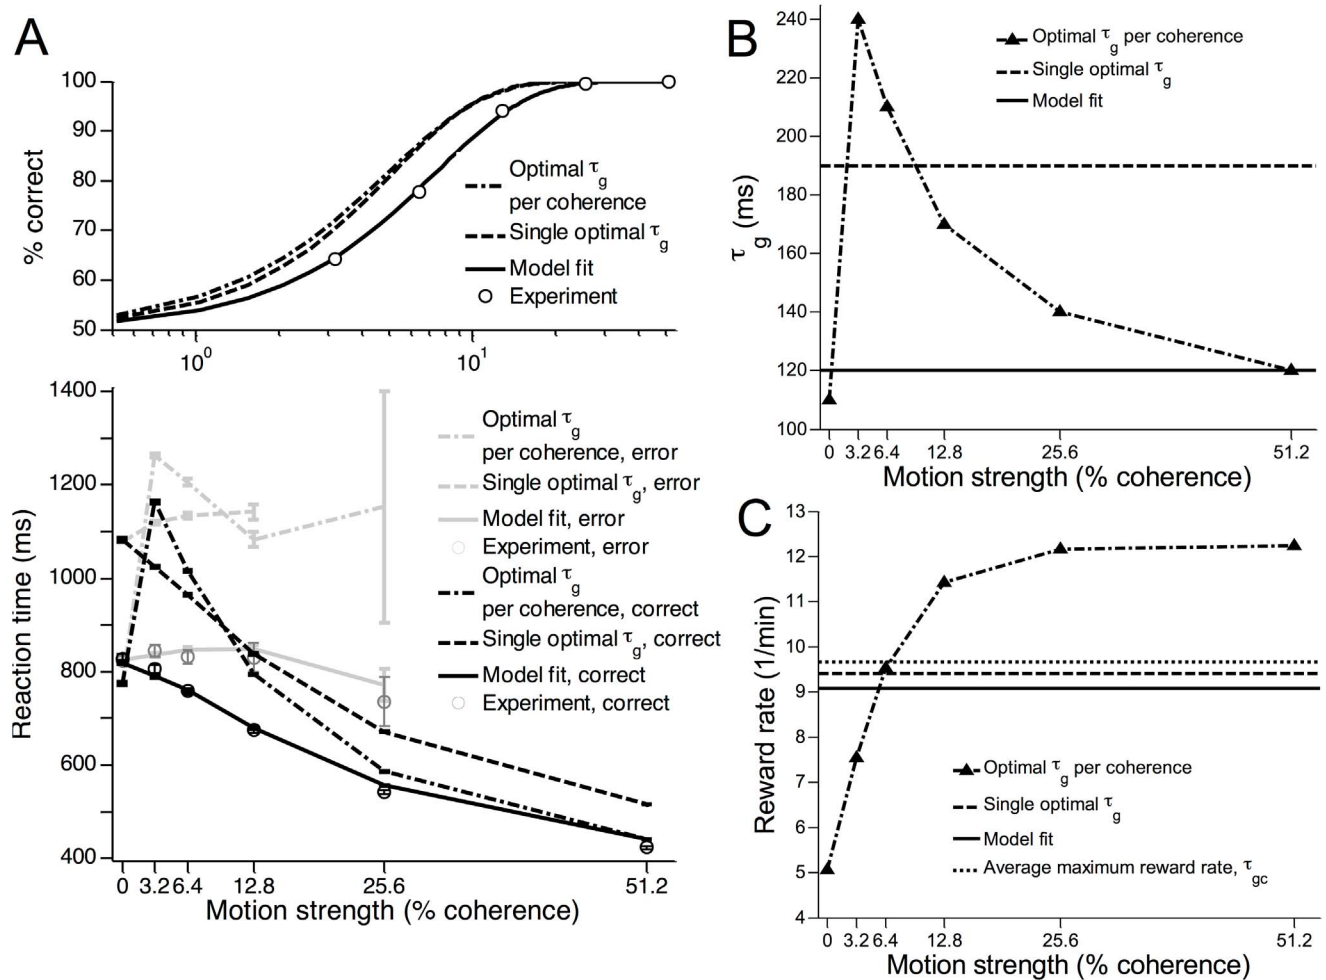 A
100
90
80
70
60
50
% correct
Optimal τg
per coherence
Single optimal τg
Model fit
Experiment
10⁰
10¹
1400
1200
1000
800
600
400
Reaction time (ms)
Optimal τg
per coherence, error
Single optimal τg, error
Model fit, error
Experiment, error
Optimal τg
per coherence, correct
Single optimal τg, correct
Model fit, correct
Experiment, correct
0 3.2 6.4 12.8 25.6 51.2
Motion strength (% coherence)
B
240
220
200
180
160
140
120
100
τg (ms)
Optimal τg per coherence
Single optimal τg
Model fit
0 3.2 6.4 12.8 25.6 51.2
Motion strength (% coherence)
C
13
12
11
10
9
8
7
6
5
4
Reward rate (1/min)
Optimal τg per coherence
Single optimal τg
Model fit
Average maximum reward rate, τgc
0 3.2 6.4 12.8 25.6 51.2
Motion strength (% coherence)